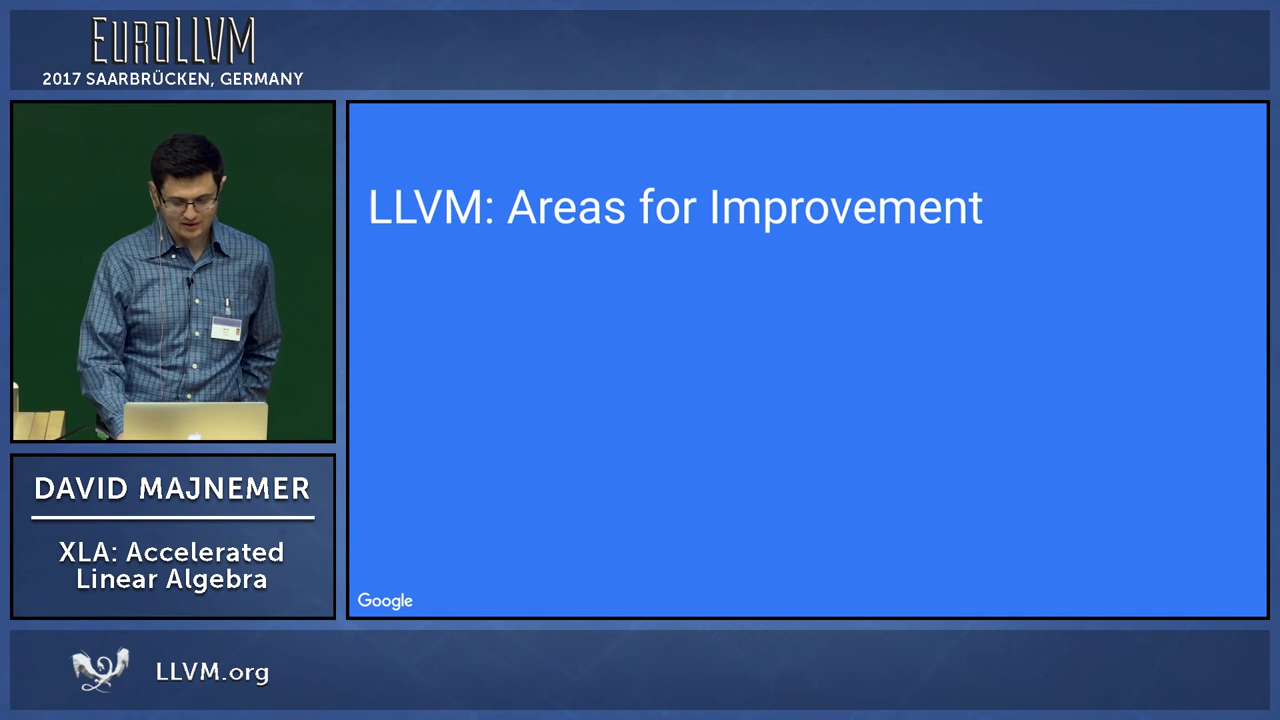 EUROLLVM
2017 SAARBRÜCKEN, GERMANY
LLVM: Areas for Improvement
Google
DAVID MAJNEMER
XLA: Accelerated
Linear Algebra
LLVM.org